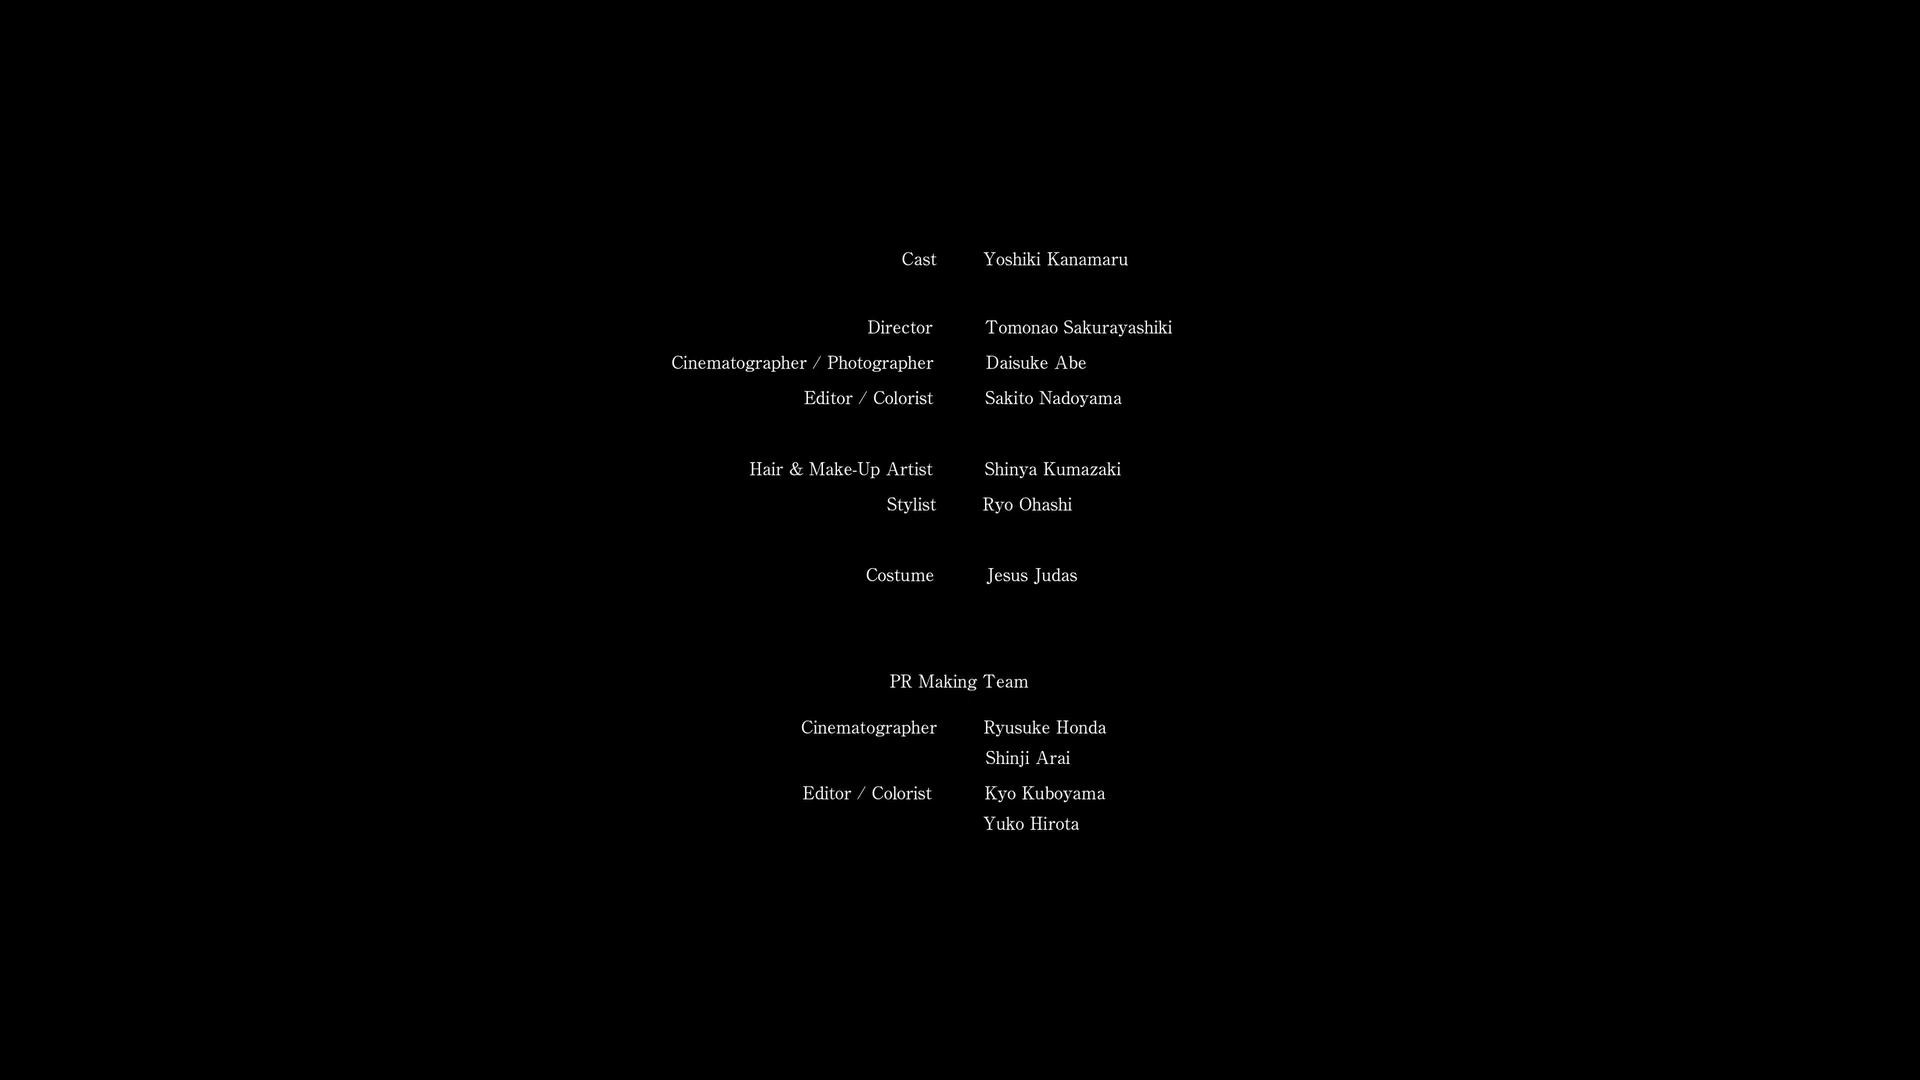 Cast Yoshiki Kanamaru
Director Tomonao Sakurayashiki
Cinematographer / Photographer Daisuke Abe
Editor / Colorist Sakito Nadoyama
Hair & Make-Up Artist Shinya Kumazaki
Stylist Ryo Ohashi
Costume Jesus Judas
PR Making Team
Cinematographer Ryusuke Honda
Shinji Arai
Editor / Colorist Kyo Kuboyama
Yuko Hirota